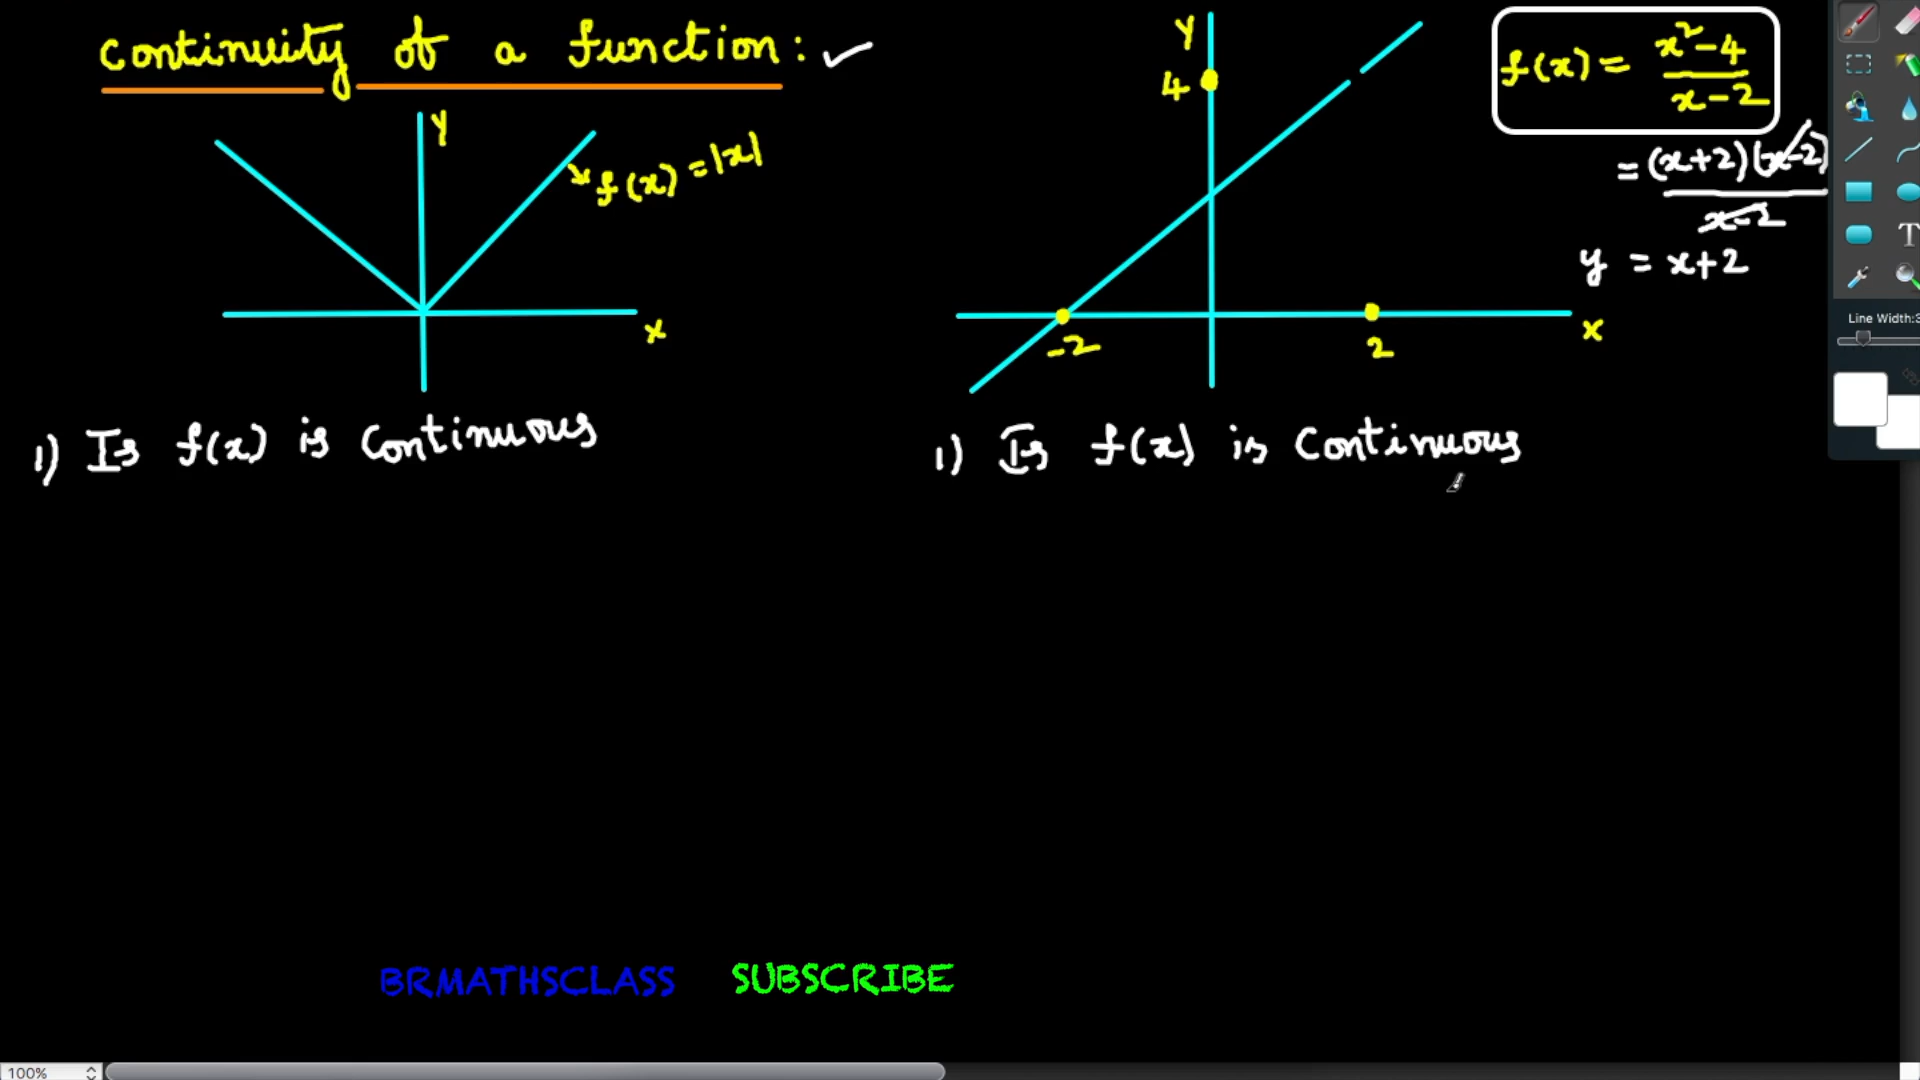 continuity of a function: ✓
y
f(x) = |x|
x
1) Is f(x) is continuous
y
4
-2
2
x
f(x) = x²-4 / x-2
= (x+2)(x-2) / x-2
y = x+2
1) Is f(x) is continuous
T
Line Width:3
BRMATHSCLASS SUBSCRIBE
100%